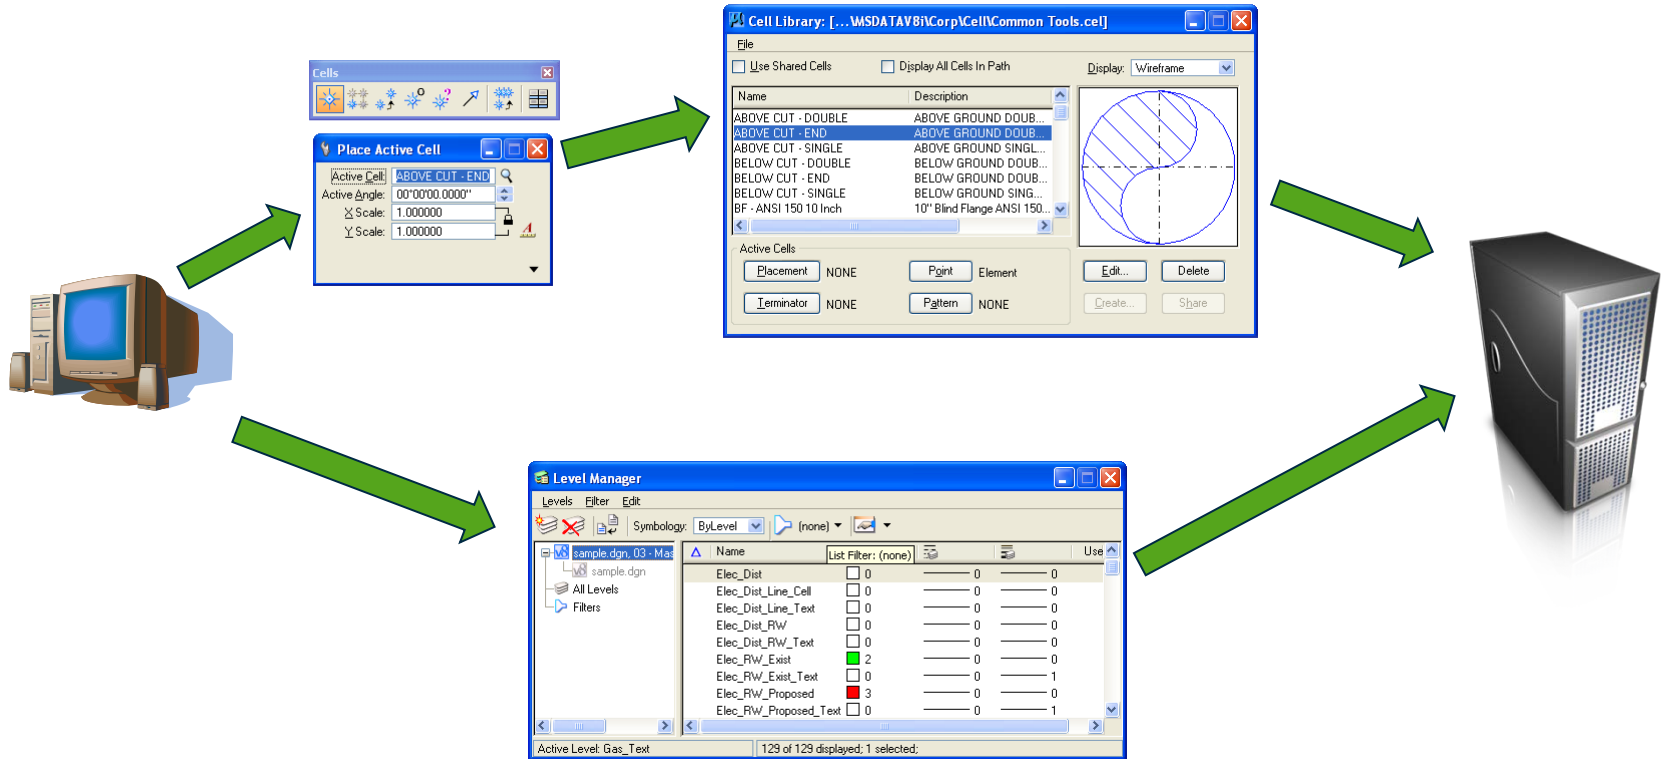 Cells
Place Active Cell
Active Cell: ABOVE CUT - END
Active Angle: 00°00'00.0000"
X Scale: 1.000000
Y Scale: 1.000000
Cell Library: [...\MSDATAV8i\Corp\Cell\Common Tools.cel]
File
Use Shared Cells Display All Cells In Path Display: Wireframe
Name Description
ABOVE CUT - DOUBLE ABOVE GROUND DOUB...
ABOVE CUT - END ABOVE GROUND DOUB...
ABOVE CUT - SINGLE ABOVE GROUND SINGL...
BELOW CUT - DOUBLE BELOW GROUND DOUB...
BELOW CUT - END BELOW GROUND DOUB...
BELOW CUT - SINGLE BELOW GROUND SING...
BF - ANSI 150 10 Inch 10" Blind Flange ANSI 150...
Active Cells
Placement NONE Point Element Edit... Delete
Terminator NONE Pattern NONE Create... Share
Level Manager
Levels Filter Edit
Symbology: ByLevel (none)
sample.dgn, 03 - Mas
sample.dgn
All Levels
Filters
Name List Filter: (none) Use
Elec_Dist 0 0 0
Elec_Dist_Line_Cell 0 0 0
Elec_Dist_Line_Text 0 0 0
Elec_Dist_RW 0 0 0
Elec_Dist_RW_Text 0 0 0
Elec_RW_Exist 2 0 0
Elec_RW_Exist_Text 0 0 1
Elec_RW_Proposed 3 0 0
Elec_RW_Proposed_Text 0 0 1
Active Level: Gas_Text 129 of 129 displayed; 1 selected;